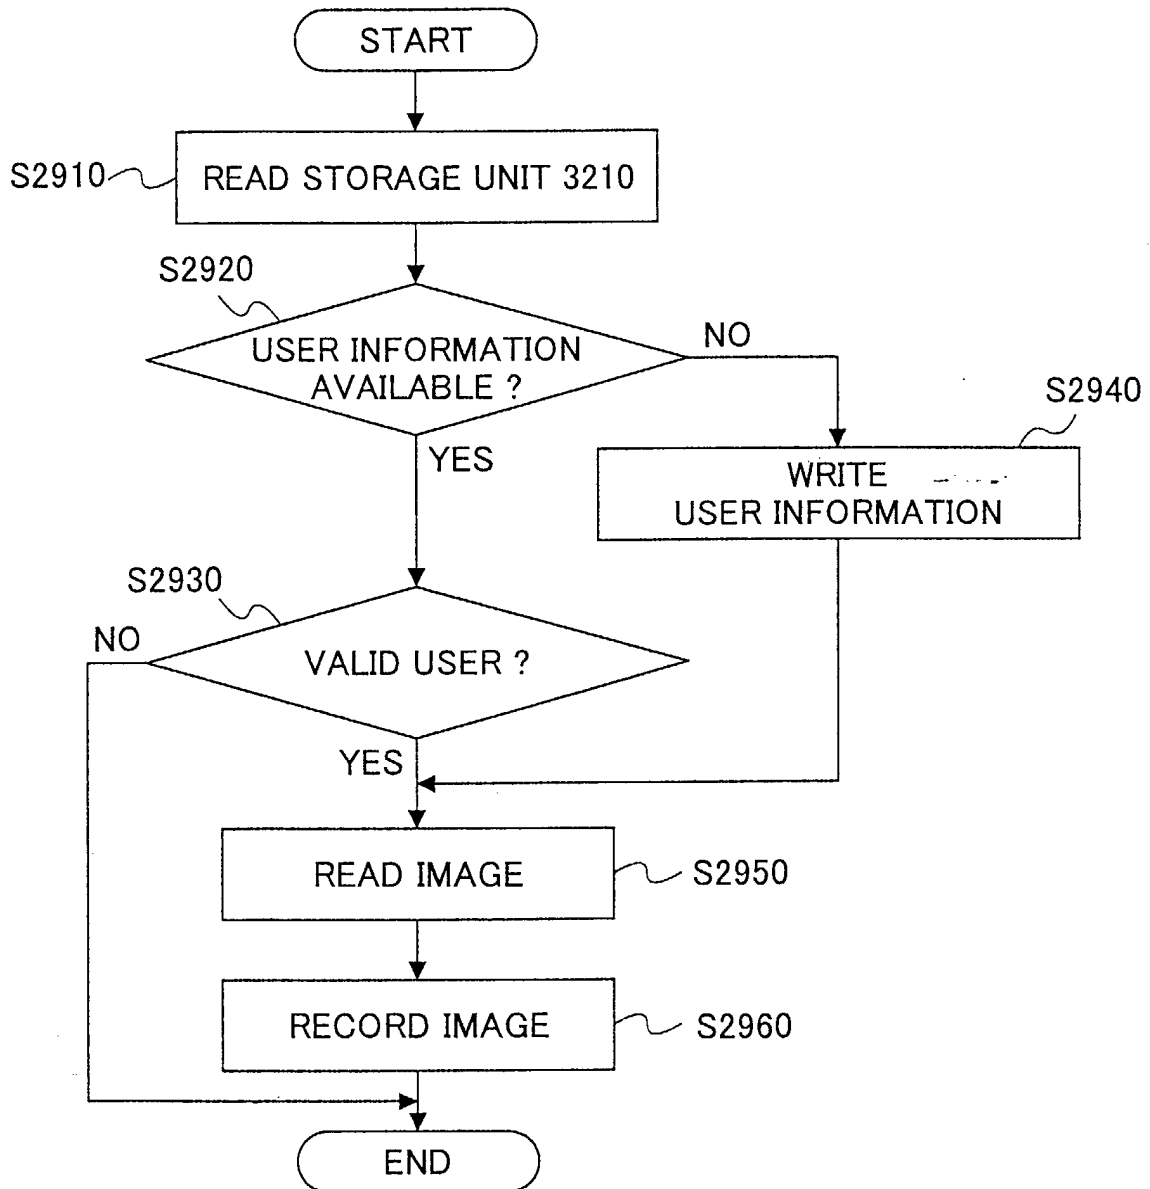 START
S2910
READ STORAGE UNIT 3210
S2920
USER INFORMATION
AVAILABLE ?
NO
YES
S2940
WRITE
USER INFORMATION
S2930
NO
VALID USER ?
YES
READ IMAGE
S2950
RECORD IMAGE
S2960
END